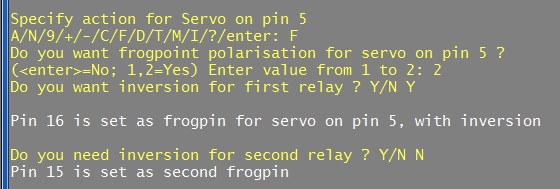 Specify action for Servo on pin 5
A/N/9/+/-/C/F/D/T/M/I/?/enter: F
Do you want frogpoint polarisation for servo on pin 5 ?
(<enter>=No; 1,2=Yes) Enter value from 1 to 2: 2
Do you want inversion for first relay ? Y/N Y
Pin 16 is set as frogpin for servo on pin 5, with inversion
Do you need inversion for second relay ? Y/N N
Pin 15 is set as second frogpin